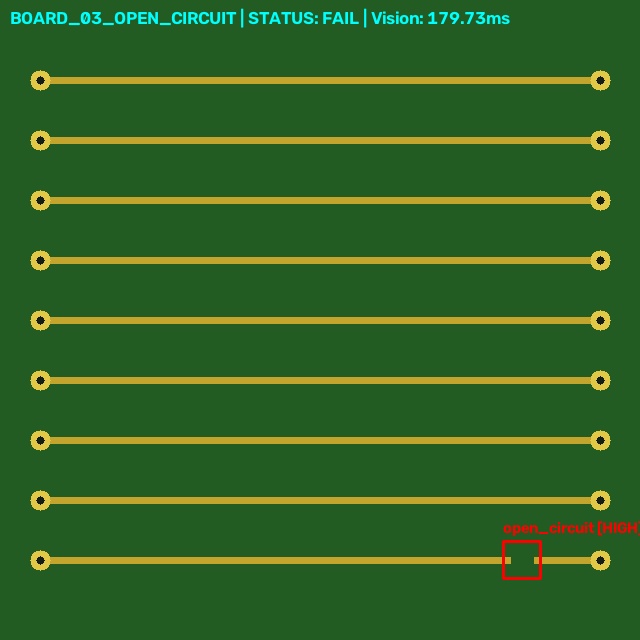 BOARD_03_OPEN_CIRCUIT | STATUS: FAIL | Vision: 179.73ms
open_circuit [HIGH]